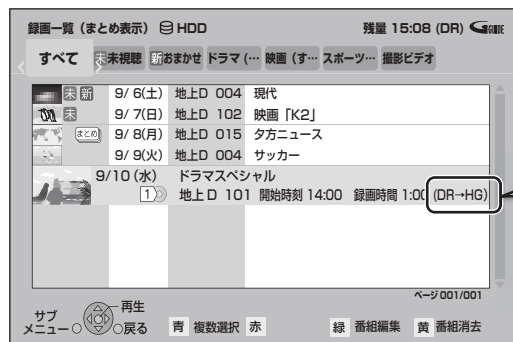 録画一覧（まとめ表示） HDD 残量 15:08 (DR) GGUIDE
すべて 未 未視聴 新 おまかせ ドラマ (… 映画 (す… スポーツ… 撮影ビデオ
未 新 9/ 6(土) 地上D 004 現代
未 9/ 7(日) 地上D 102 映画「K2」
まとめ 9/ 8(月) 地上D 015 夕方ニュース
9/ 9(火) 地上D 004 サッカー
9/10 (水) ドラマスペシャル
1 地上D 101 開始時刻 14:00 録画時間 1:00 (DR→HG)
ページ 001/001
サブメニュー 再生 戻る 青 複数選択 赤 緑 番組編集 黄 番組消去